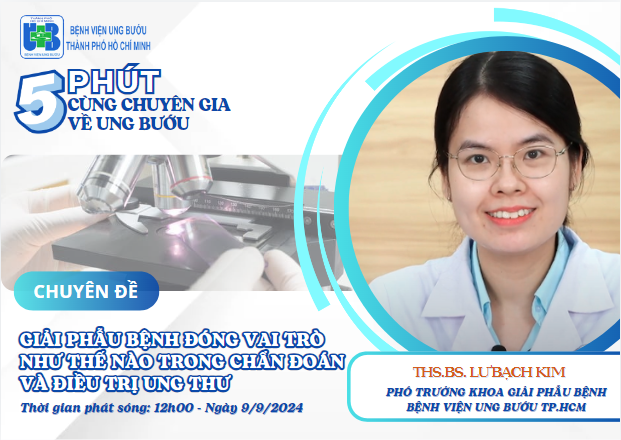 BỆNH VIỆN UNG BƯỚU
THÀNH PHỐ HỒ CHÍ MINH
5 PHÚT
CÙNG CHUYÊN GIA
VỀ UNG BƯỚU
CHUYÊN ĐỀ
GIẢI PHẪU BỆNH ĐÓNG VAI TRÒ
NHƯ THẾ NÀO TRONG CHẨN ĐOÁN
VÀ ĐIỀU TRỊ UNG THƯ
Thời gian phát sóng: 12h00 - Ngày 9/9/2024
THS.BS. LƯ BẠCH KIM
PHÓ TRƯỞNG KHOA GIẢI PHẪU BỆNH
BỆNH VIỆN UNG BƯỚU TP.HCM